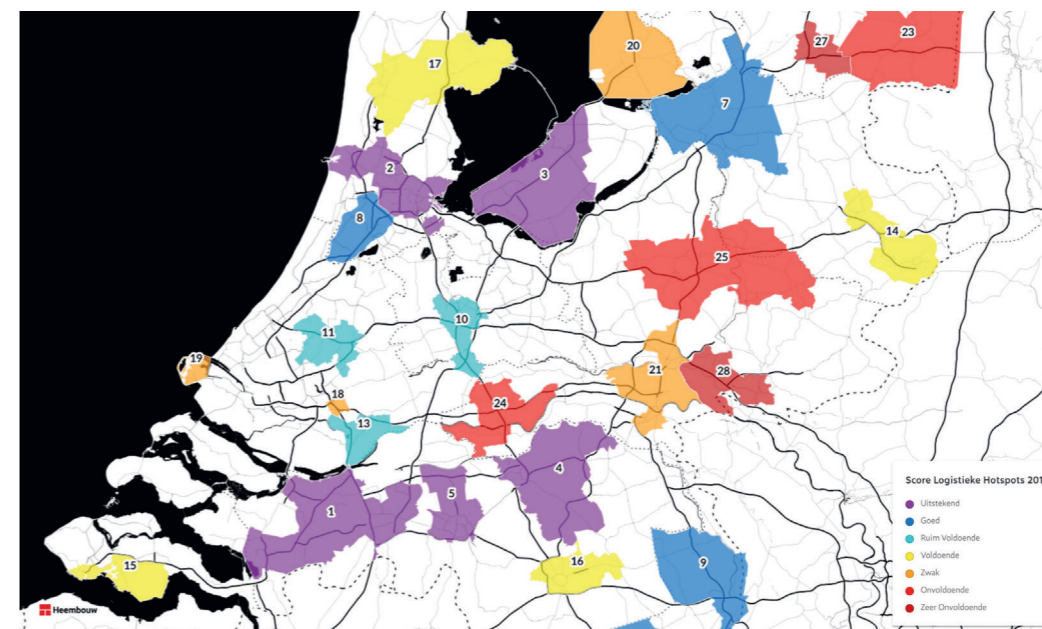 20
27
23
17
7
2
3
8
14
25
10
11
19
21
28
18
24
13
4
5
1
16
9
15
Score Logistieke Hotspots 201
Uitstekend
Goed
Ruim Voldoende
Voldoende
Zwak
Onvoldoende
Zeer Onvoldoende
Heembouw